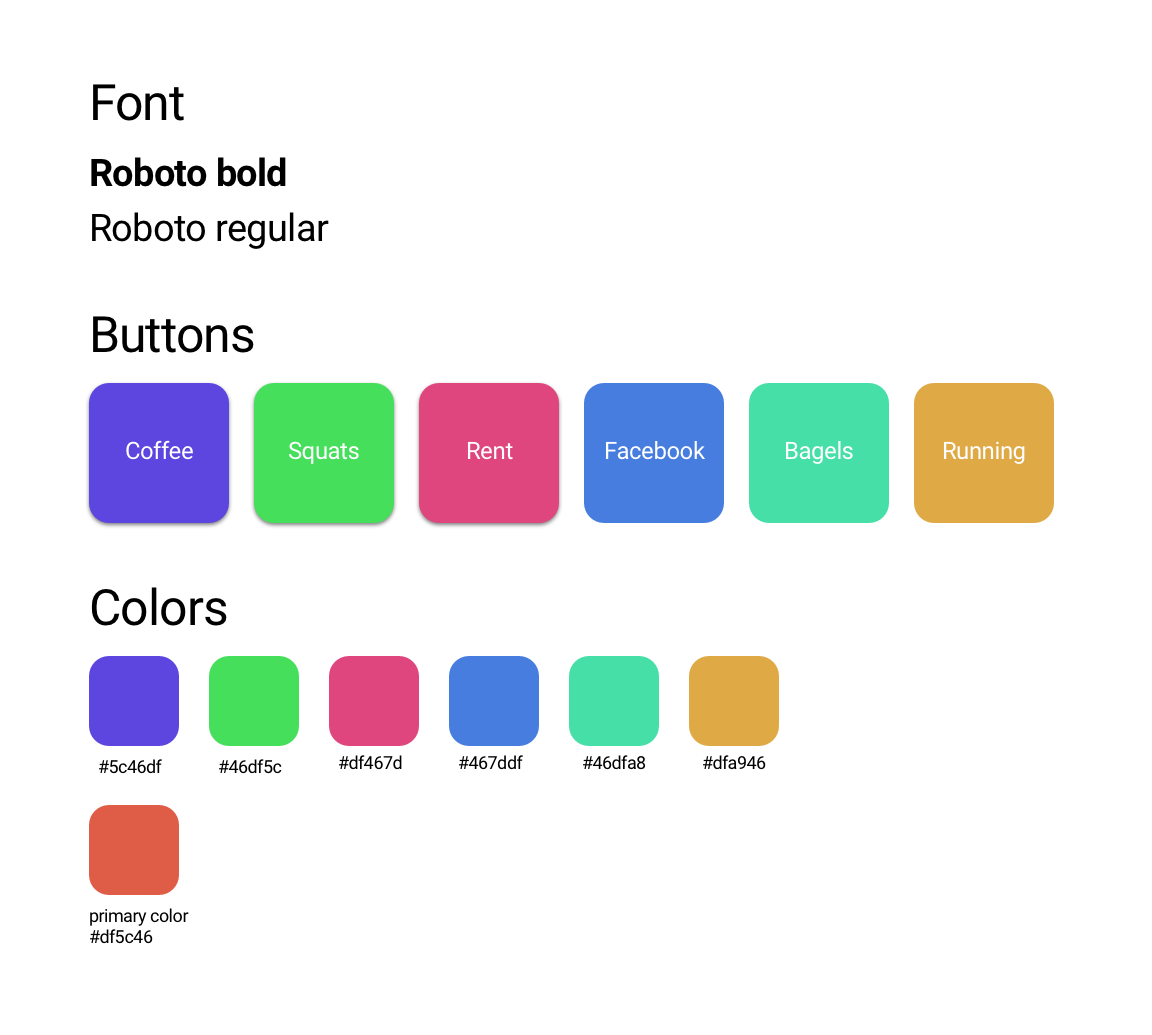 Font
Roboto bold
Roboto regular
Buttons
Coffee Squats Rent Facebook Bagels Running
Colors
#5c46df #46df5c #df467d #467ddf #46dfa8 #dfa946
primary color
#df5c46